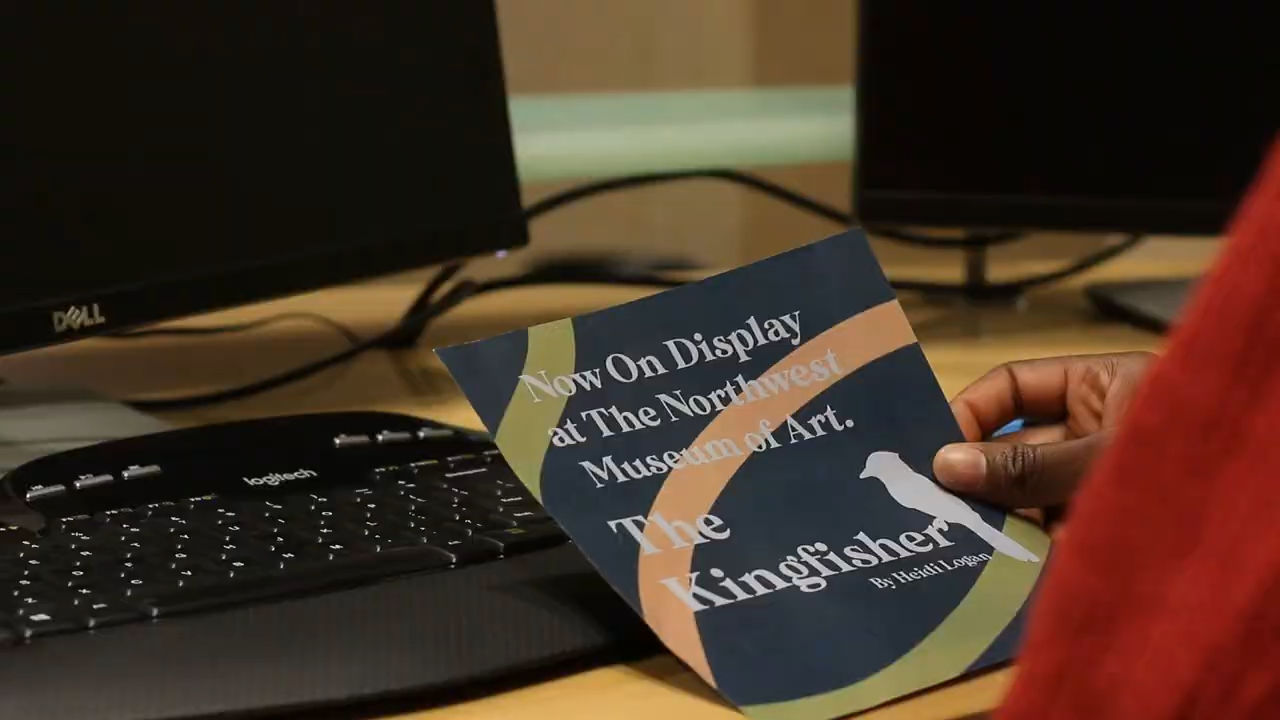 DELL
logitech
Now On Display
at The Northwest
Museum of Art.
The
Kingfisher
By Heidi Logan